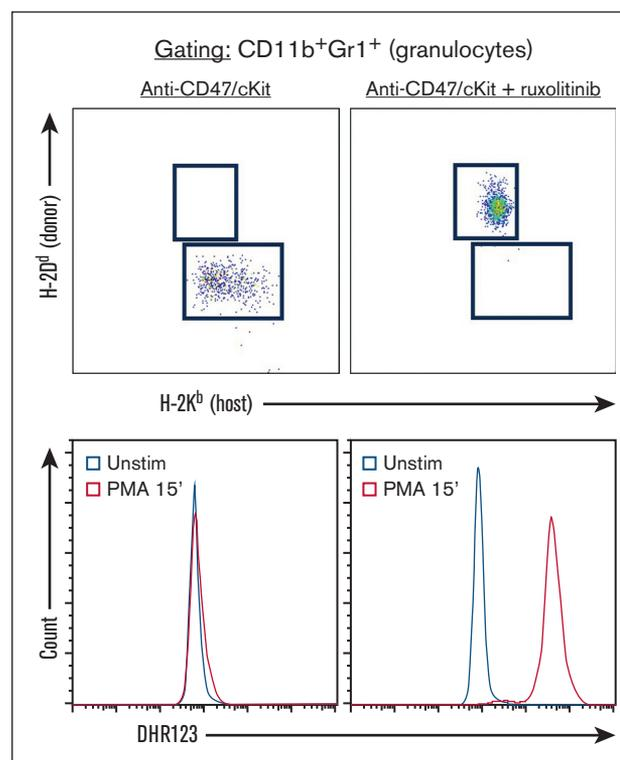 Gating: CD11b⁺Gr1⁺ (granulocytes)
Anti-CD47/cKit
Anti-CD47/cKit + ruxolitinib
H-2Dᵈ (donor)
H-2Kᵇ (host)
Unstim
PMA 15'
Unstim
PMA 15'
Count
DHR123